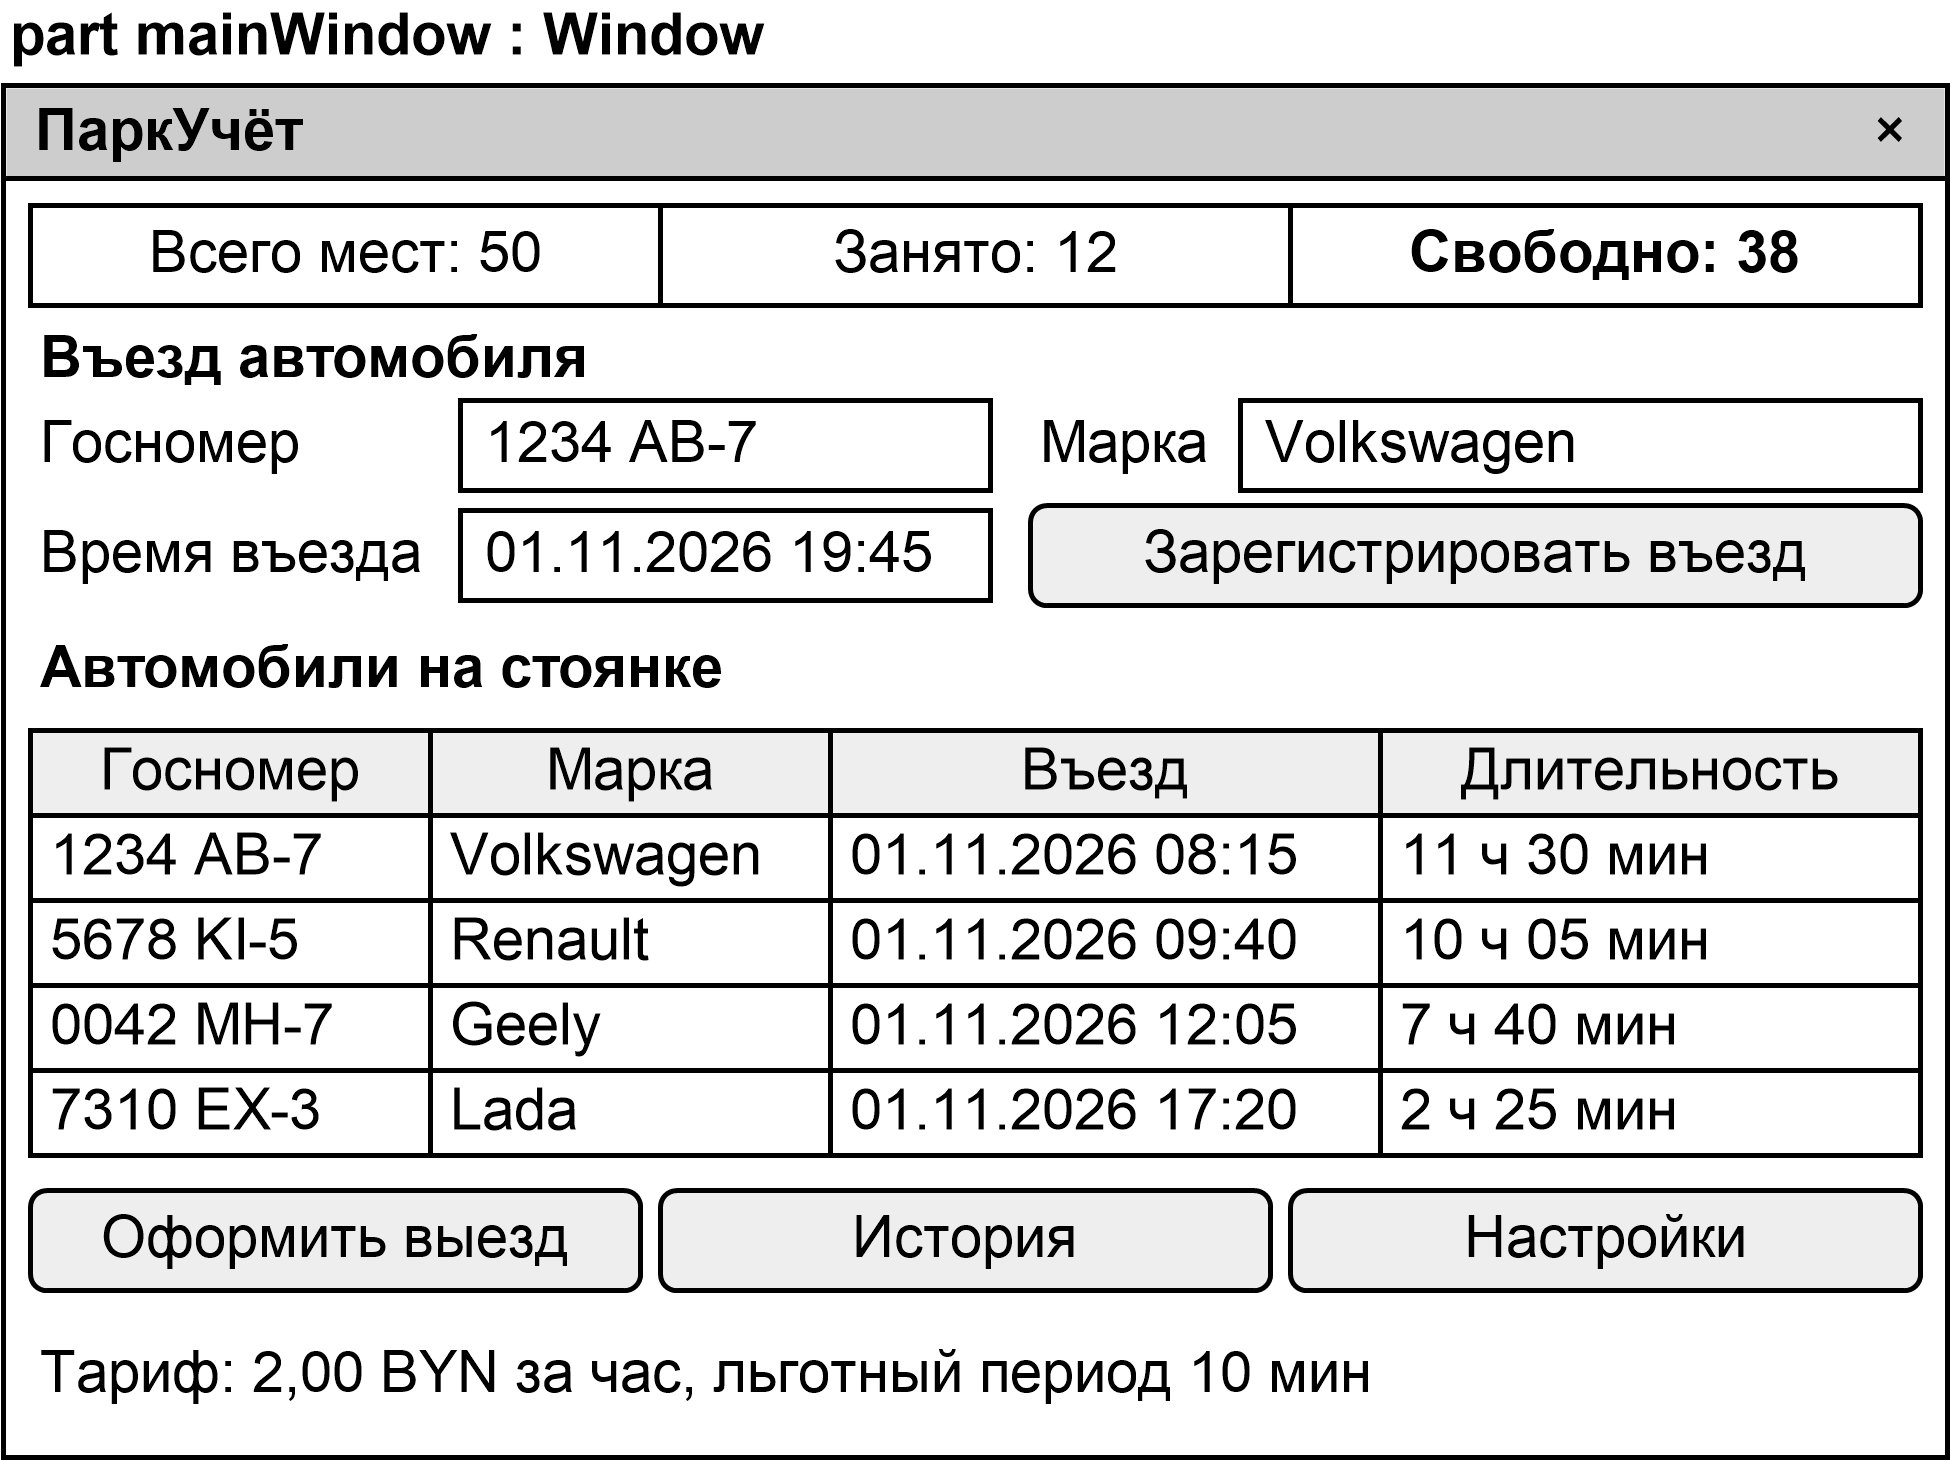 part mainWindow : Window
ПаркУчёт ×
Всего мест: 50 Занято: 12 Свободно: 38
Въезд автомобиля
Госномер 1234 AB-7 Марка Volkswagen
Время въезда 01.11.2026 19:45 Зарегистрировать въезд
Автомобили на стоянке
Госномер Марка Въезд Длительность
1234 AB-7 Volkswagen 01.11.2026 08:15 11 ч 30 мин
5678 KI-5 Renault 01.11.2026 09:40 10 ч 05 мин
0042 MH-7 Geely 01.11.2026 12:05 7 ч 40 мин
7310 EX-3 Lada 01.11.2026 17:20 2 ч 25 мин
Оформить выезд История Настройки
Тариф: 2,00 BYN за час, льготный период 10 мин